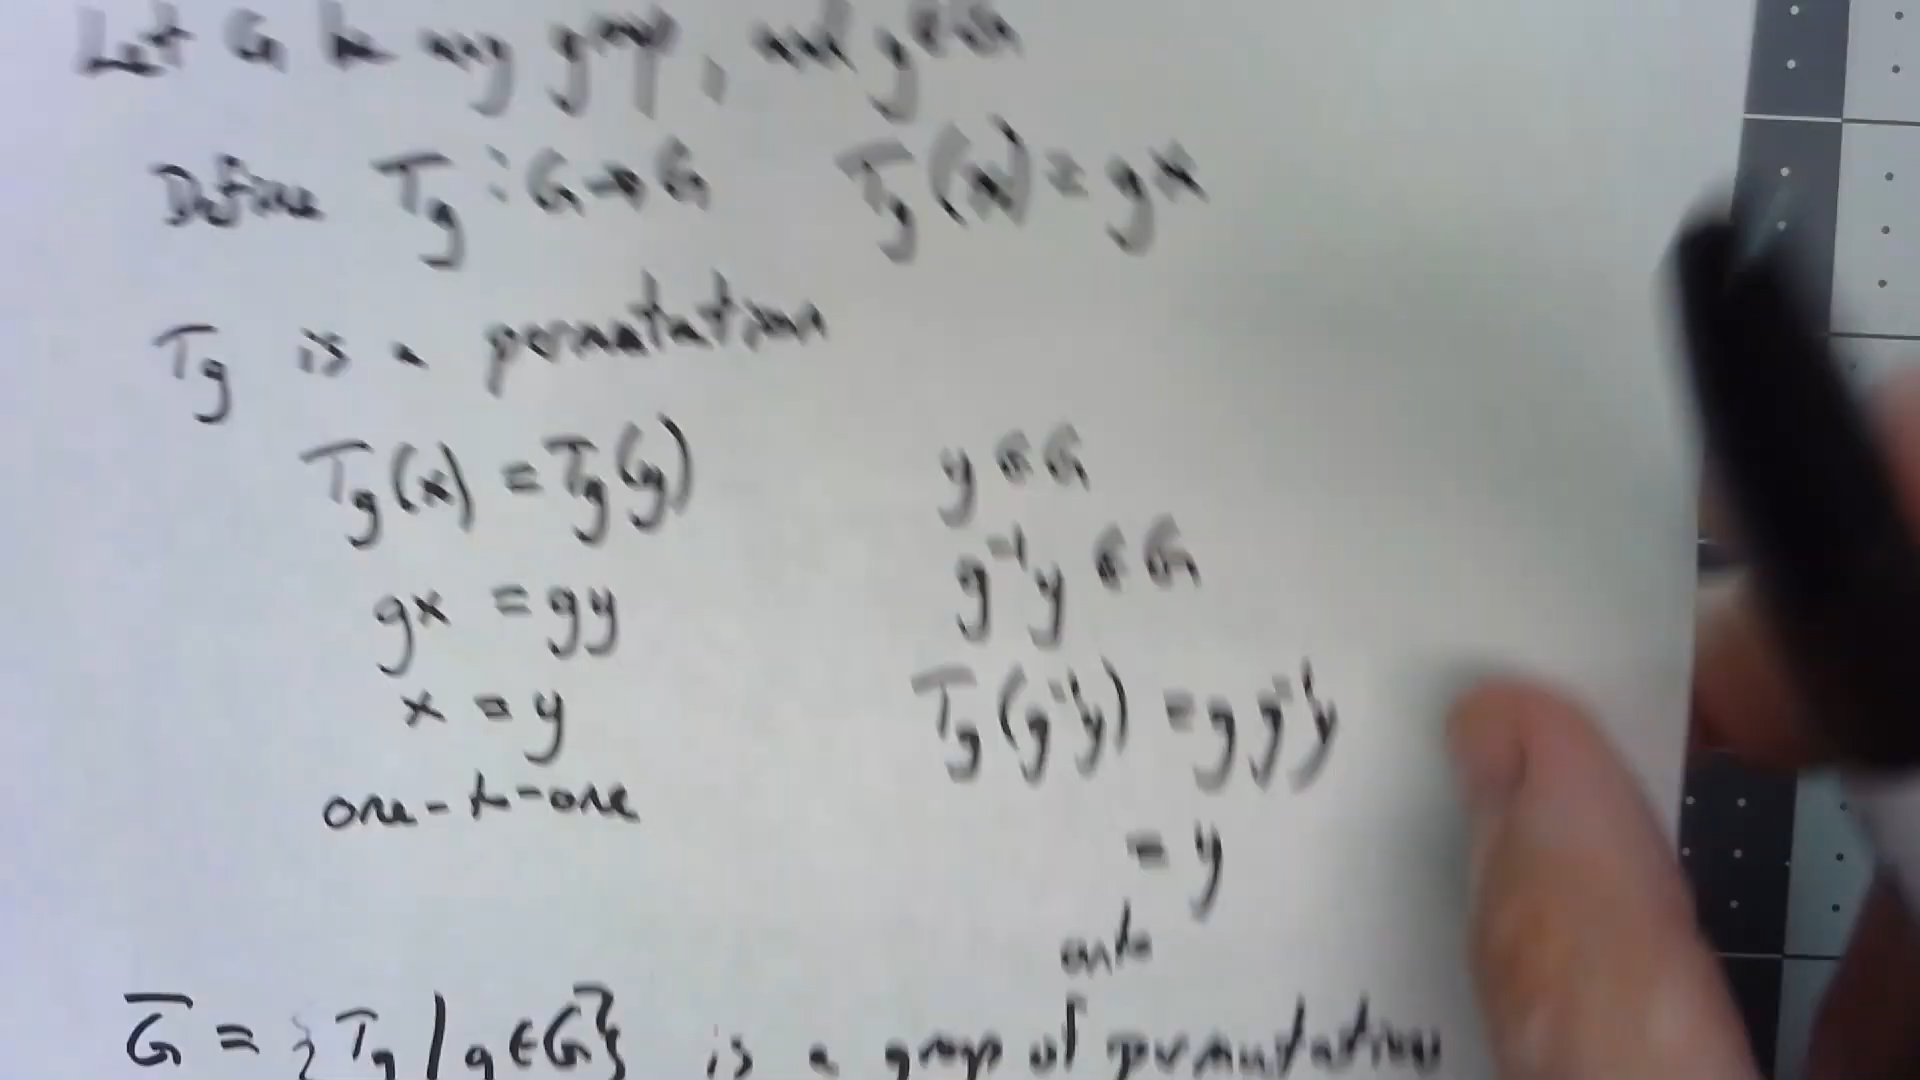 Let G be any group, and g∈G
Define Tg : G→G Tg(x) = gx
Tg is a permutation
Tg(x) = Tg(y)
gx = gy
x = y
one-to-one
y∈G
g⁻¹y∈G
Tg(g⁻¹y) = gg⁻¹y
= y
onto
G̅ = {Tg | g∈G} is a group of permutations